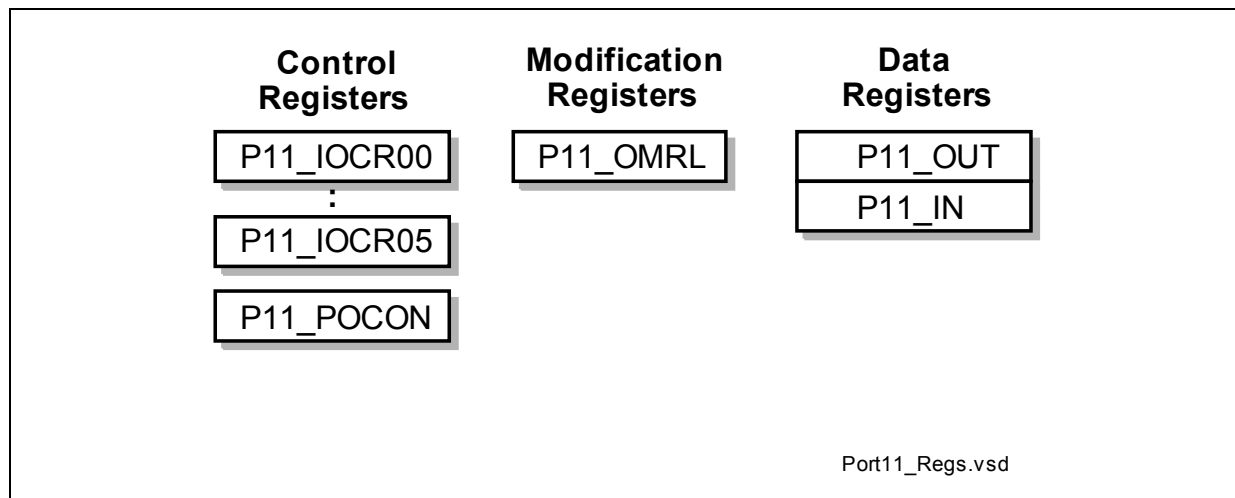 Control
Registers
P11_IOCR00
:
P11_IOCR05
P11_POCON
Modification
Registers
P11_OMRL
Data
Registers
P11_OUT
P11_IN
Port11_Regs.vsd